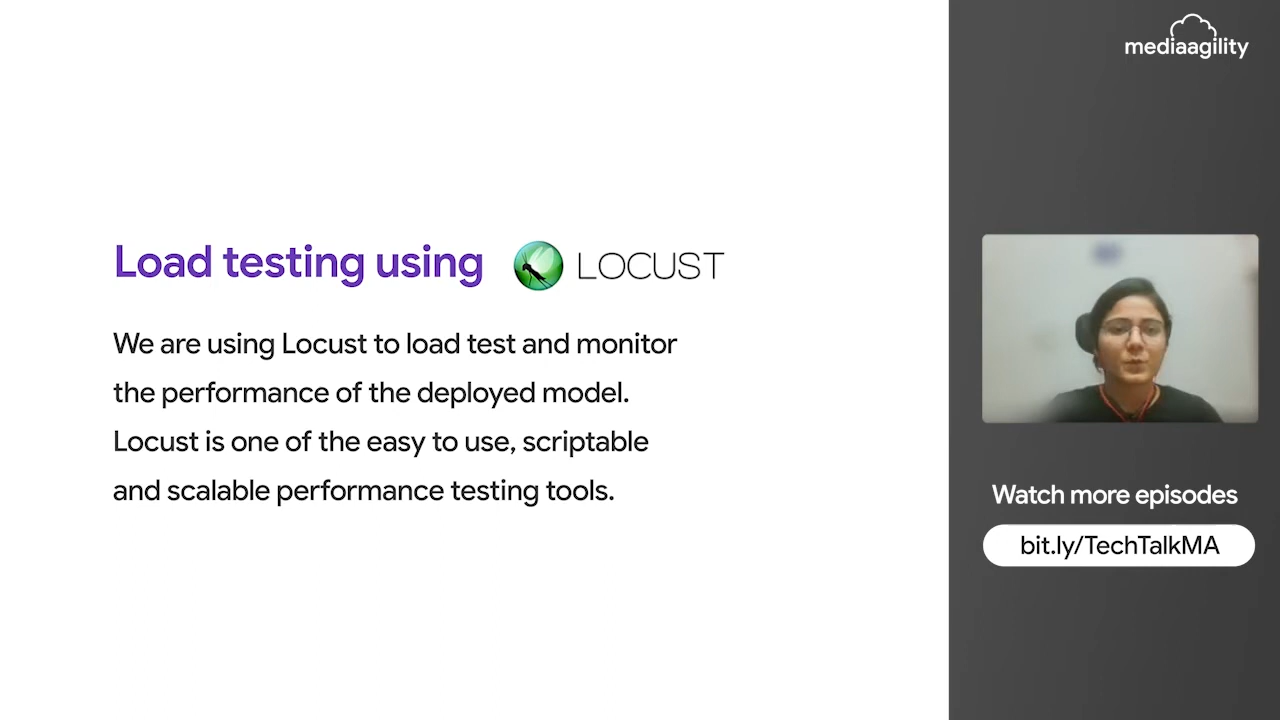 mediaagility
Load testing using LOCUST
We are using Locust to load test and monitor
the performance of the deployed model.
Locust is one of the easy to use, scriptable
and scalable performance testing tools.
Watch more episodes
bit.ly/TechTalkMA